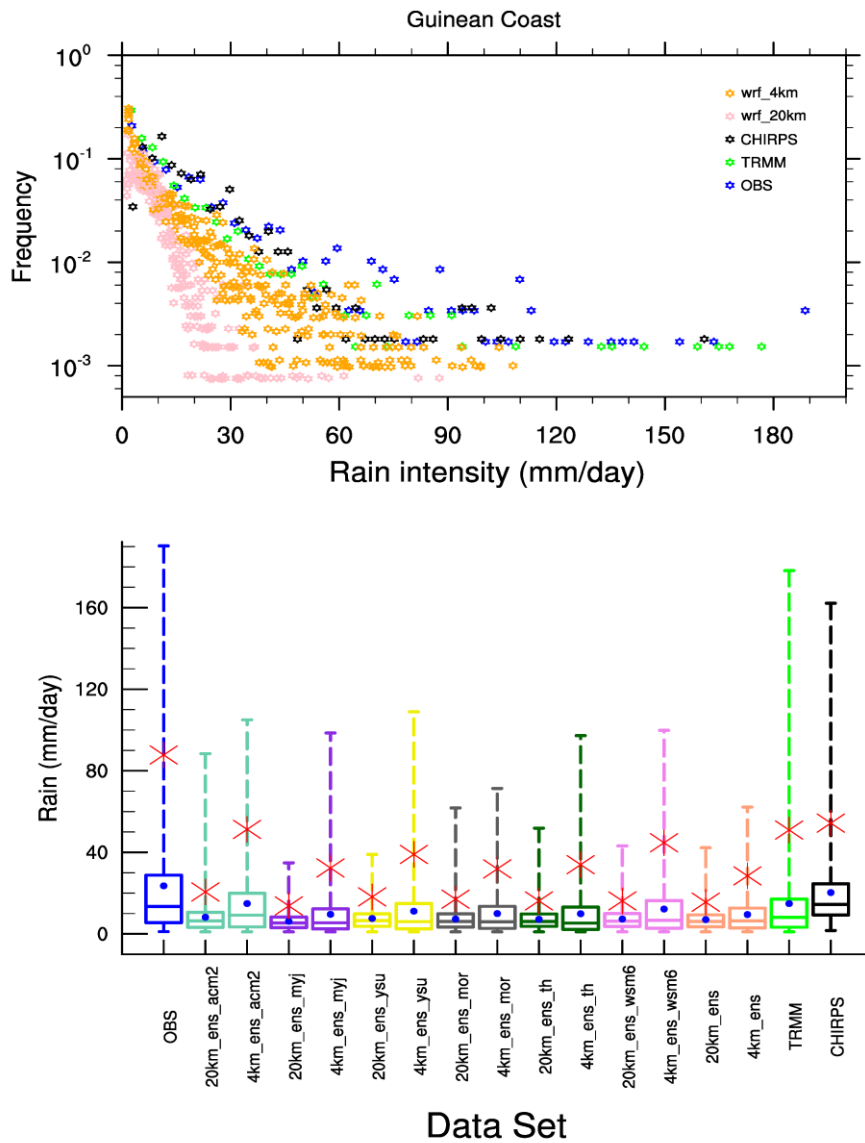 Guinean Coast
10^0
10^-1
10^-2
10^-3
Frequency
wrf_4km
wrf_20km
CHIRPS
TRMM
OBS
0 30 60 90 120 150 180
Rain intensity (mm/day)
160
120
80
40
0
Rain (mm/day)
OBS
20km_ens_acm2
4km_ens_acm2
20km_ens_myj
4km_ens_myj
20km_ens_ysu
4km_ens_ysu
20km_ens_mor
4km_ens_mor
20km_ens_th
4km_ens_th
20km_ens_wsm6
4km_ens_wsm6
20km_ens
4km_ens
TRMM
CHIRPS
Data Set